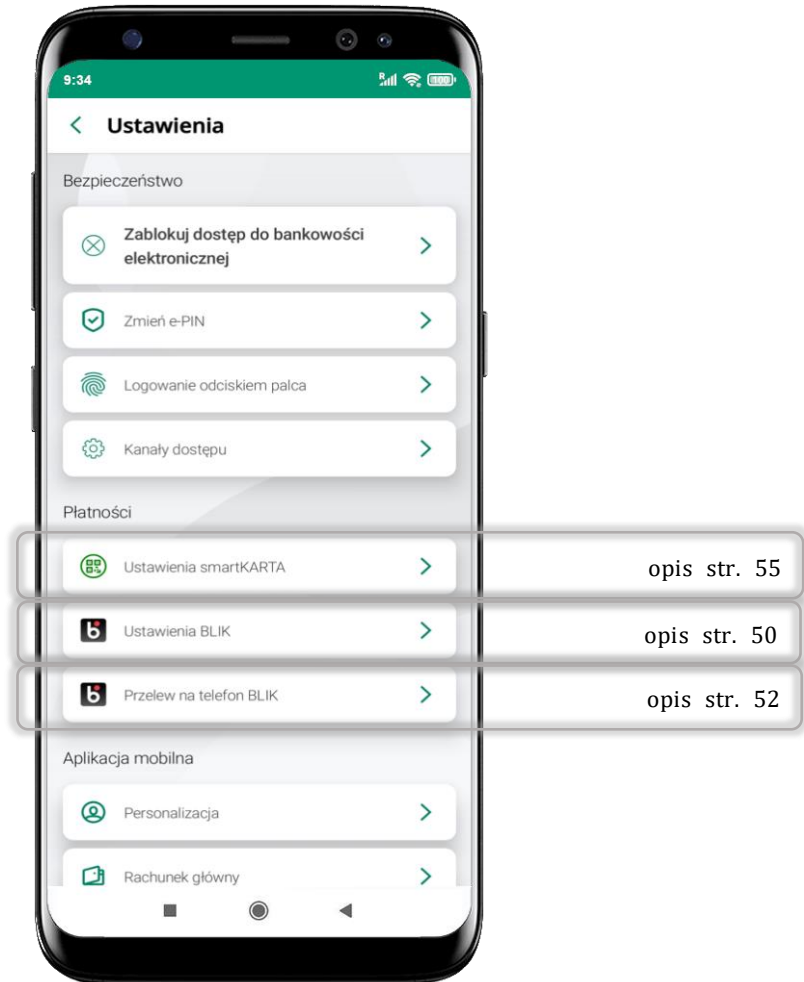 9:34
Ustawienia
Bezpieczeństwo
Zablokuj dostęp do bankowości
elektronicznej
Zmień e-PIN
Logowanie odciskiem palca
Kanały dostępu
Płatności
Ustawienia smartKARTA
opis str. 55
Ustawienia BLIK
opis str. 50
Przelew na telefon BLIK
opis str. 52
Aplikacja mobilna
Personalizacja
Rachunek główny